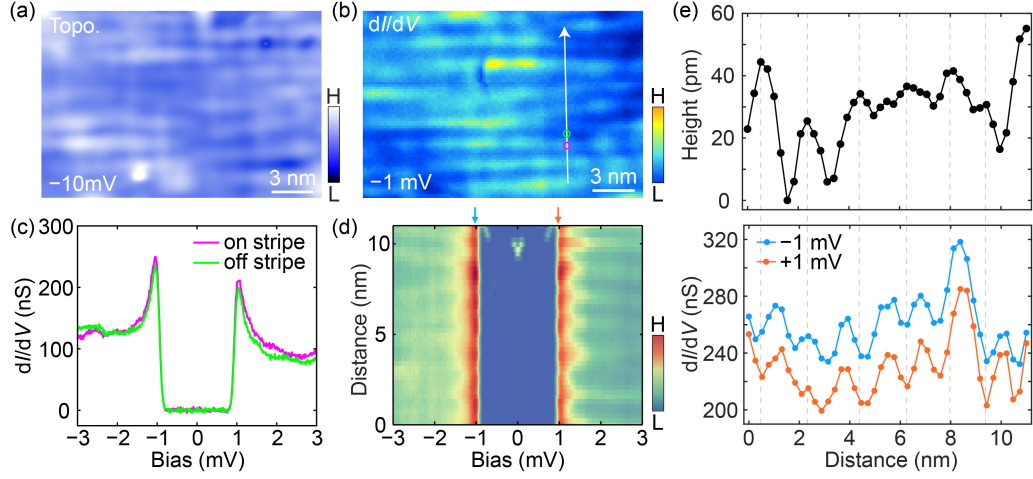 (a)
Topo.
−10mV
3 nm
H
L
(b)
dI/dV
−1 mV
3 nm
H
L
(c)
300
200
100
0
dI/dV (nS)
on stripe
off stripe
−3 −2 −1 0 1 2 3
Bias (mV)
(d)
10
5
0
Distance (nm)
−3 −2 −1 0 1 2 3
Bias (mV)
H
L
(e)
60
40
20
0
Height (pm)
320
280
240
200
dI/dV (nS)
−1 mV
+1 mV
0 2 4 6 8 10
Distance (nm)